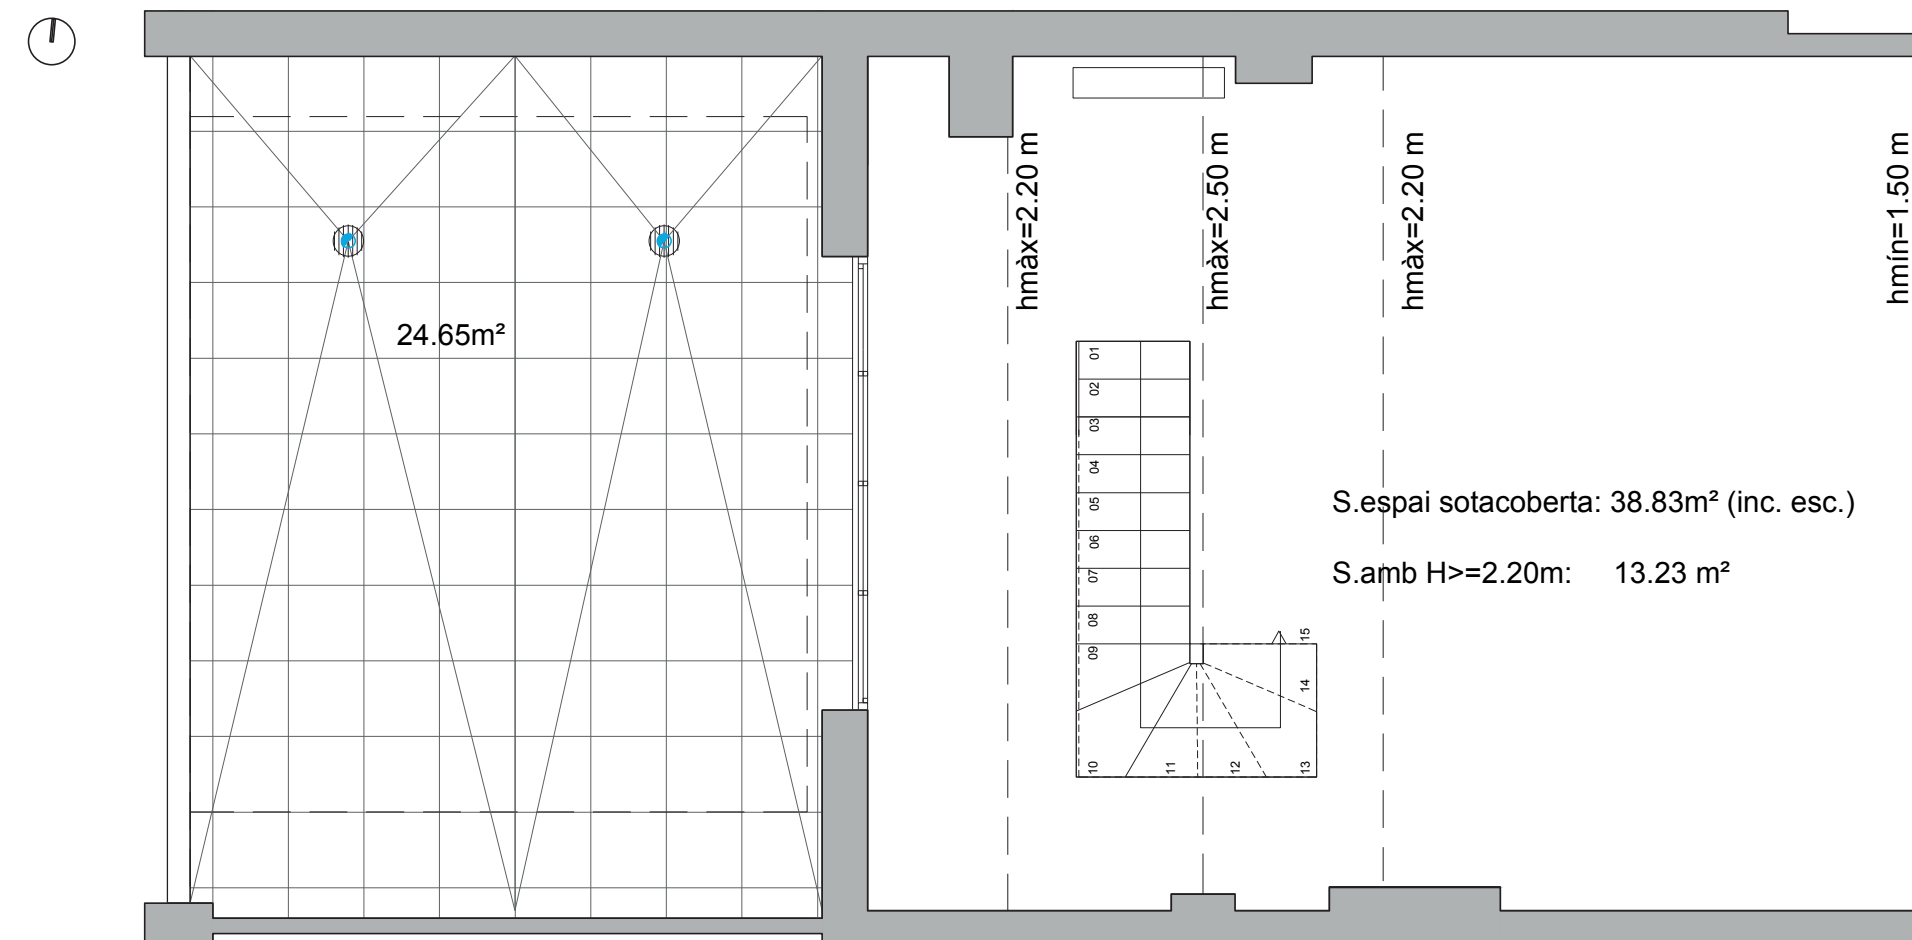 hmàx=2.20 m
hmàx=2.50 m
hmàx=2.20 m
hmín=1.50 m
24.65m²
01
02
03
04
05
06
07
08
09
10
11
12
13
14
15
S.espai sotacoberta: 38.83m² (inc. esc.)
S.amb H>=2.20m: 13.23 m²